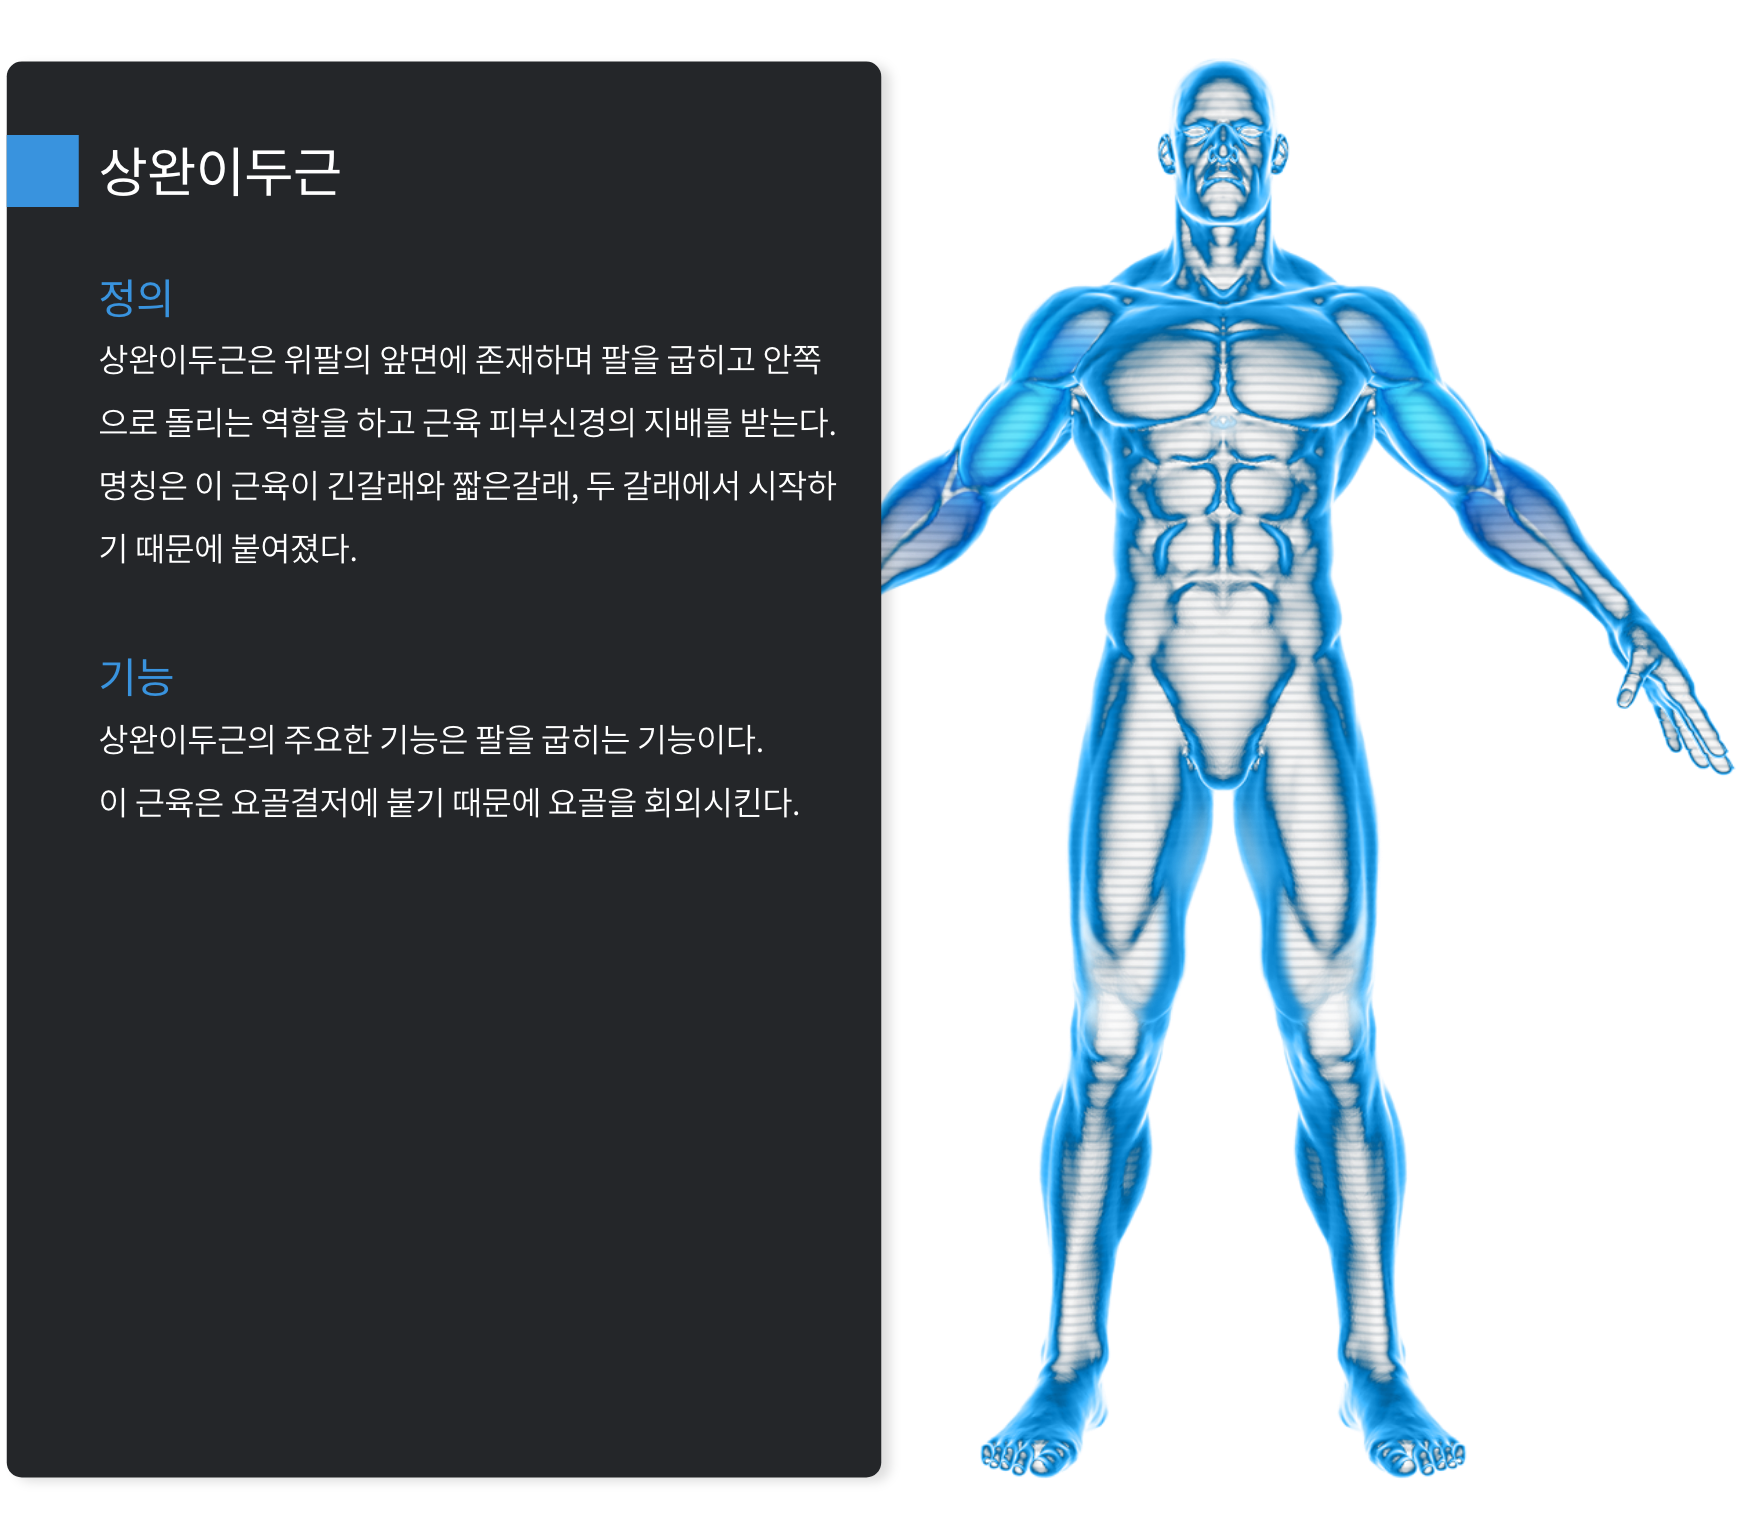 상완이두근
정의
상완이두근은 위팔의 앞면에 존재하며 팔을 굽히고 안쪽
으로 돌리는 역할을 하고 근육 피부신경의 지배를 받는다.
명칭은 이 근육이 긴갈래와 짧은갈래, 두 갈래에서 시작하
기 때문에 붙여졌다.
기능
상완이두근의 주요한 기능은 팔을 굽히는 기능이다.
이 근육은 요골결저에 붙기 때문에 요골을 회외시킨다.